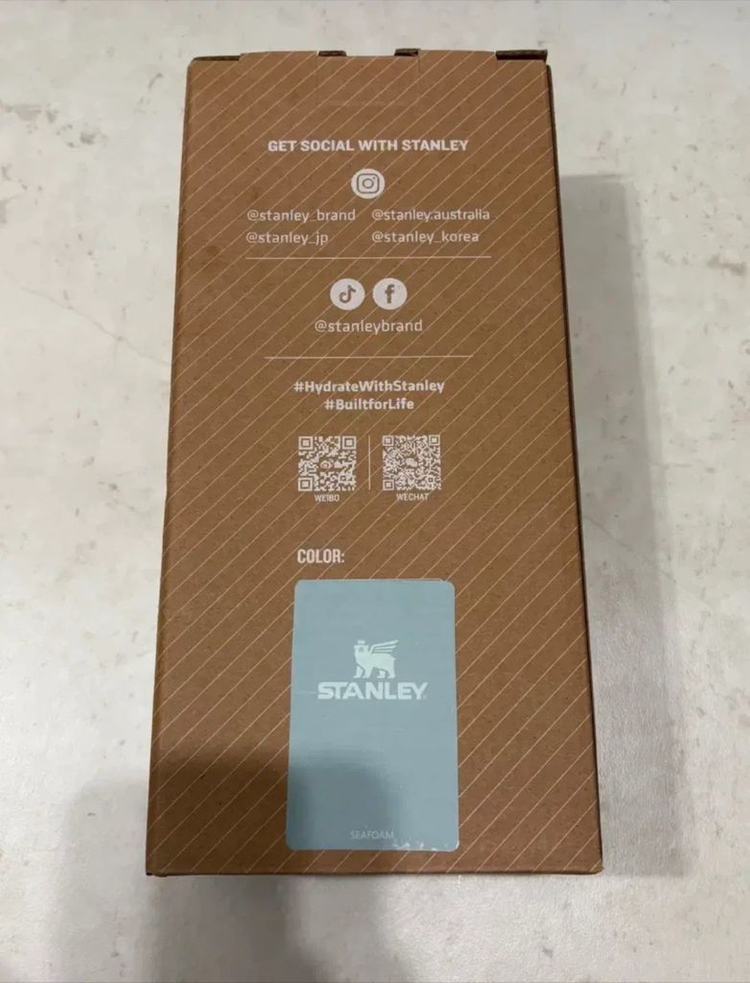 GET SOCIAL WITH STANLEY
@stanley_brand @stanley.australia
@stanley_jp @stanley_korea
@stanleybrand
#HydrateWithStanley
#BuiltforLife
WEIBO WECHAT
COLOR:
STANLEY
SEAFOAM